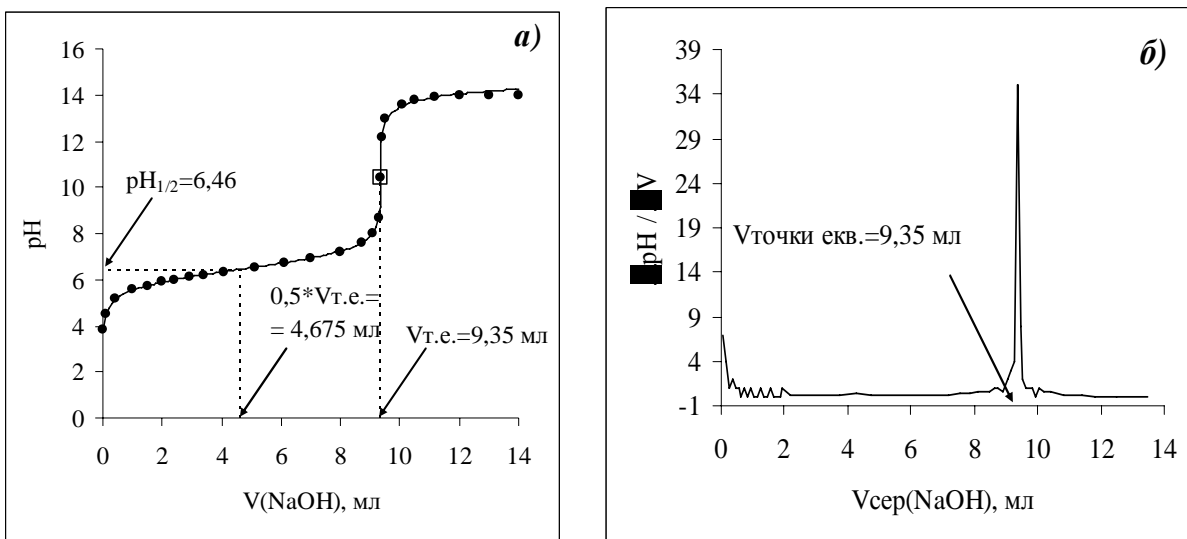 а)
16
14
12
10
8
6
4
2
0
pH
pH1/2=6,46
0,5*Vт.е.=
= 4,675 мл
Vт.е.=9,35 мл
0 2 4 6 8 10 12 14
V(NaOH), мл
б)
39
34
29
24
19
14
9
4
-1
pH / V
Vточки екв.=9,35 мл
0 2 4 6 8 10 12 14
Vсер(NaOH), мл